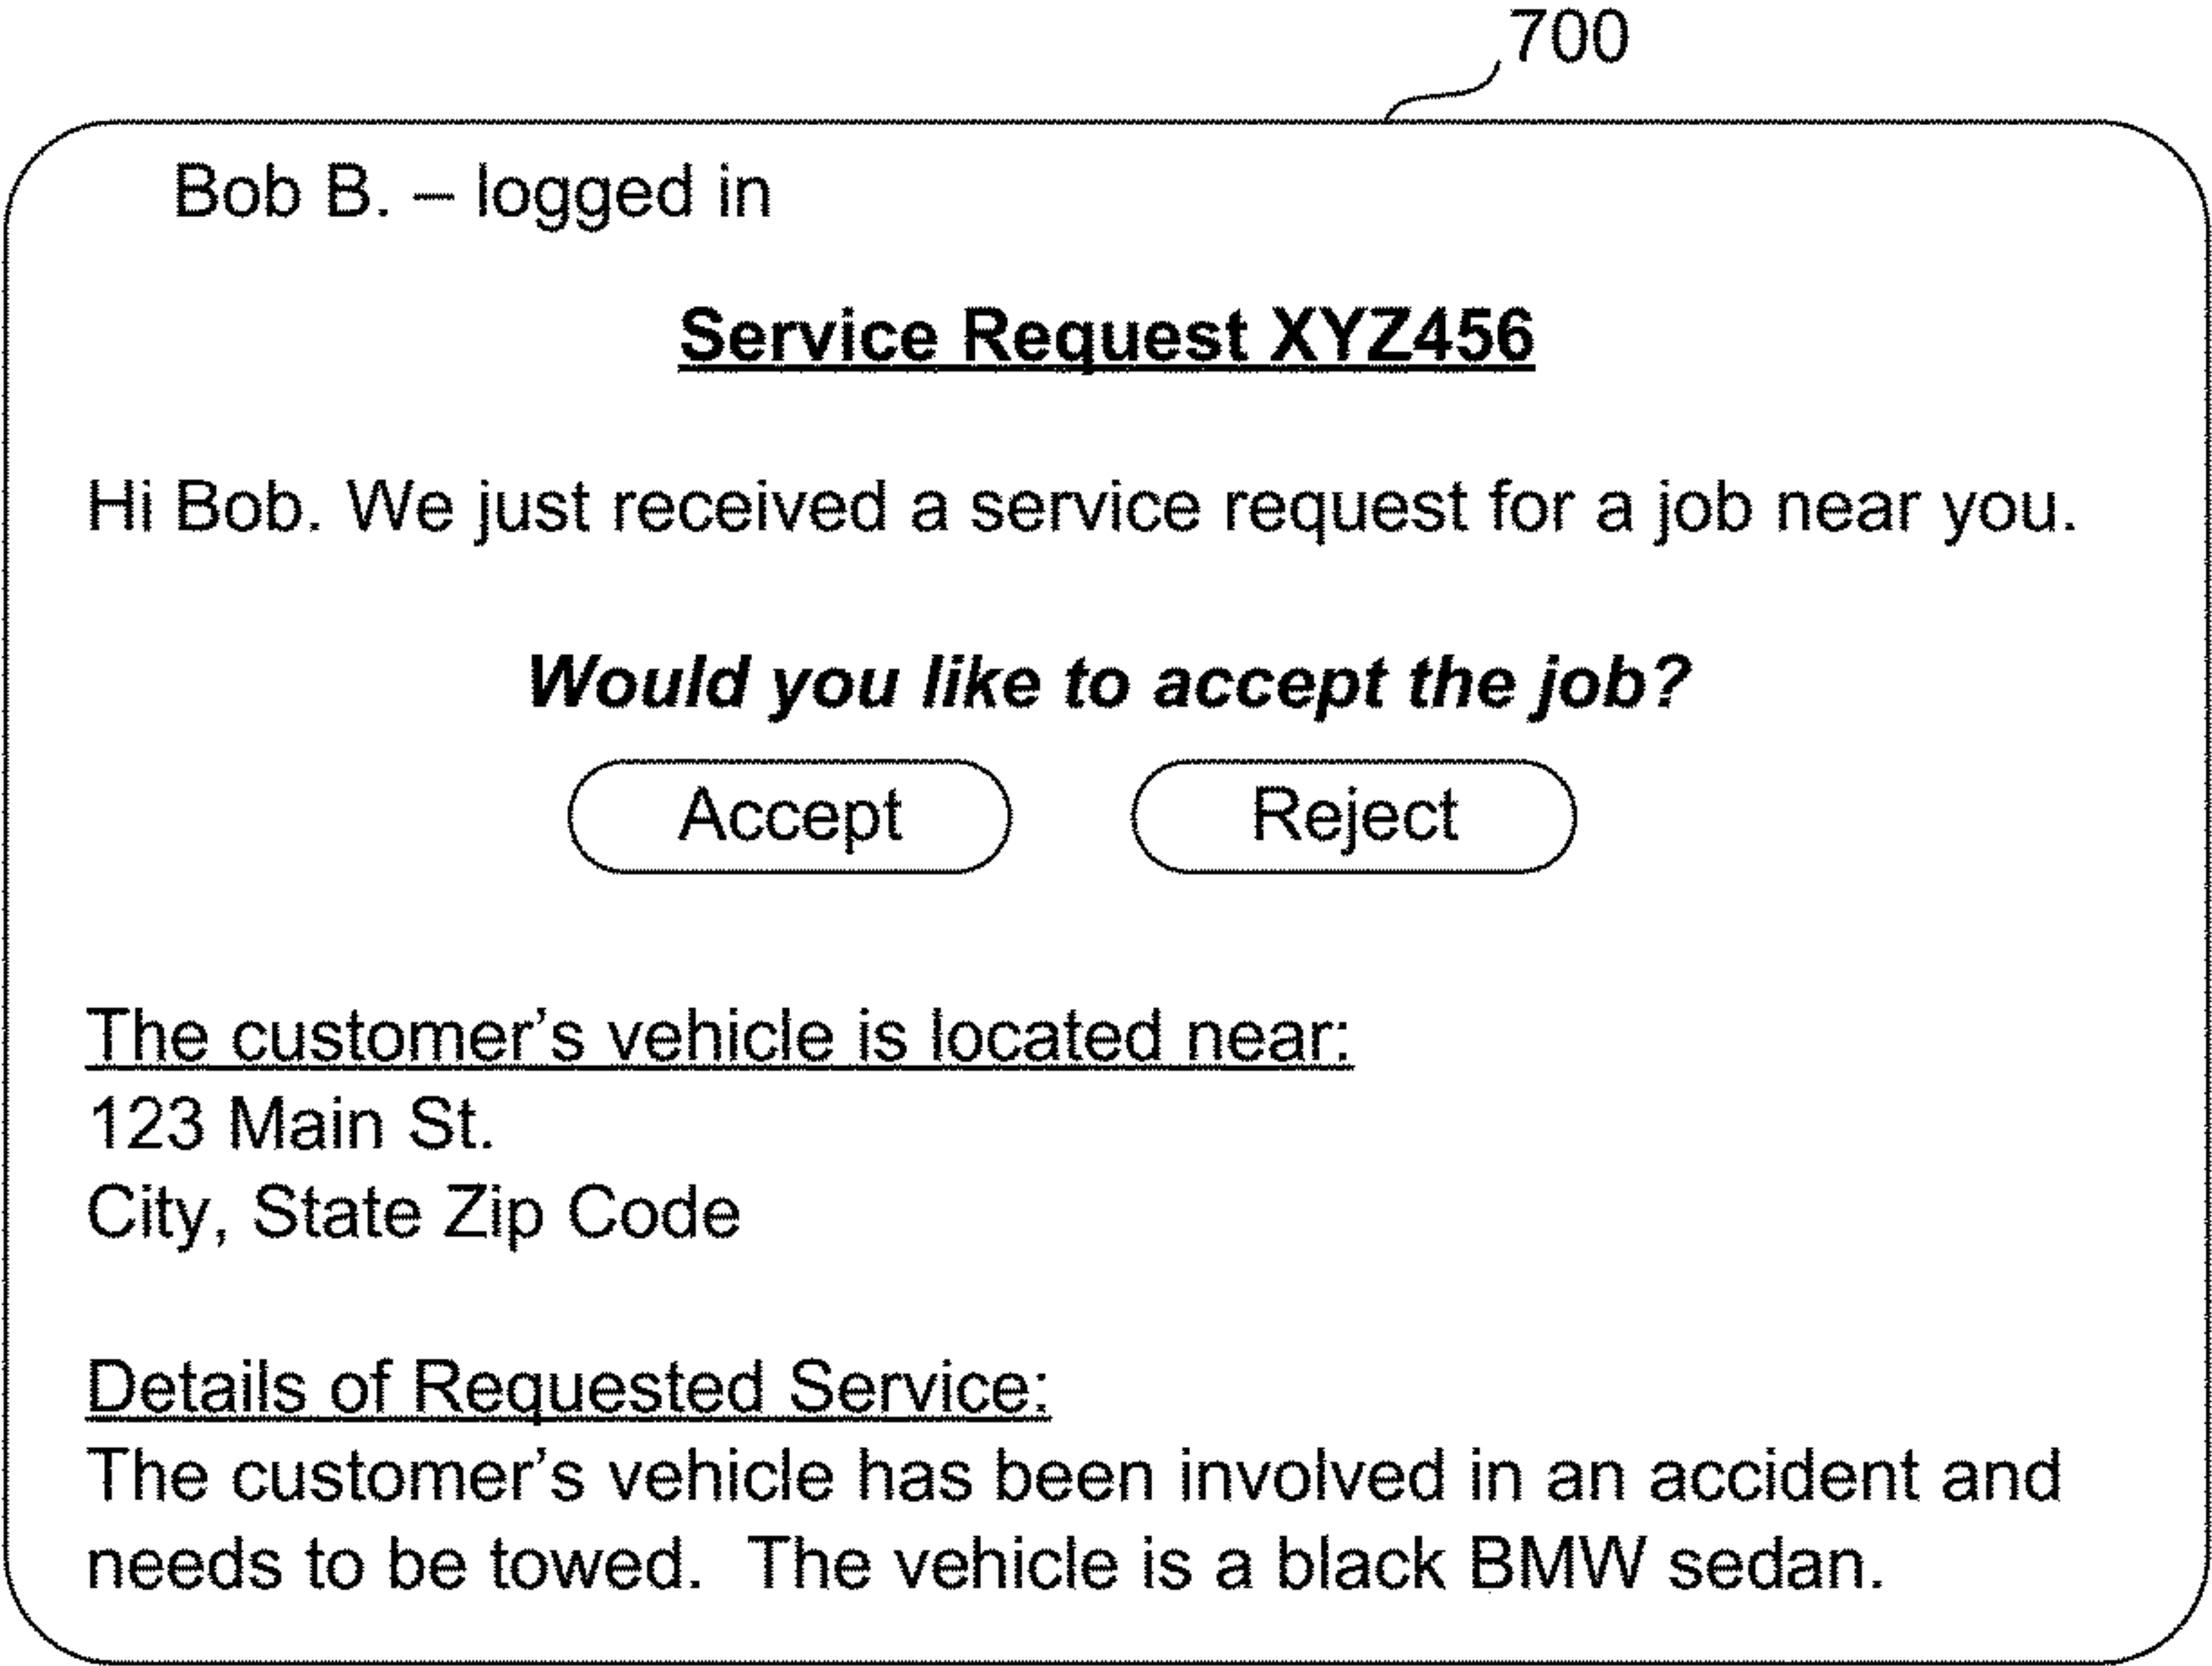 700
Bob B. – logged in
Service Request XYZ456
Hi Bob. We just received a service request for a job near you.
Would you like to accept the job?
Accept Reject
The customer’s vehicle is located near:
123 Main St.
City, State Zip Code
Details of Requested Service:
The customer’s vehicle has been involved in an accident and
needs to be towed.  The vehicle is a black BMW sedan.